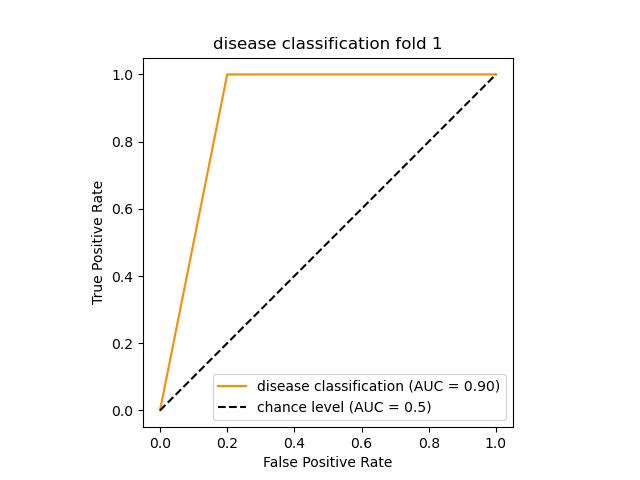 disease classification fold 1
1.0
0.8
0.6
0.4
0.2
0.0
True Positive Rate
disease classification (AUC = 0.90)
chance level (AUC = 0.5)
0.0 0.2 0.4 0.6 0.8 1.0
False Positive Rate